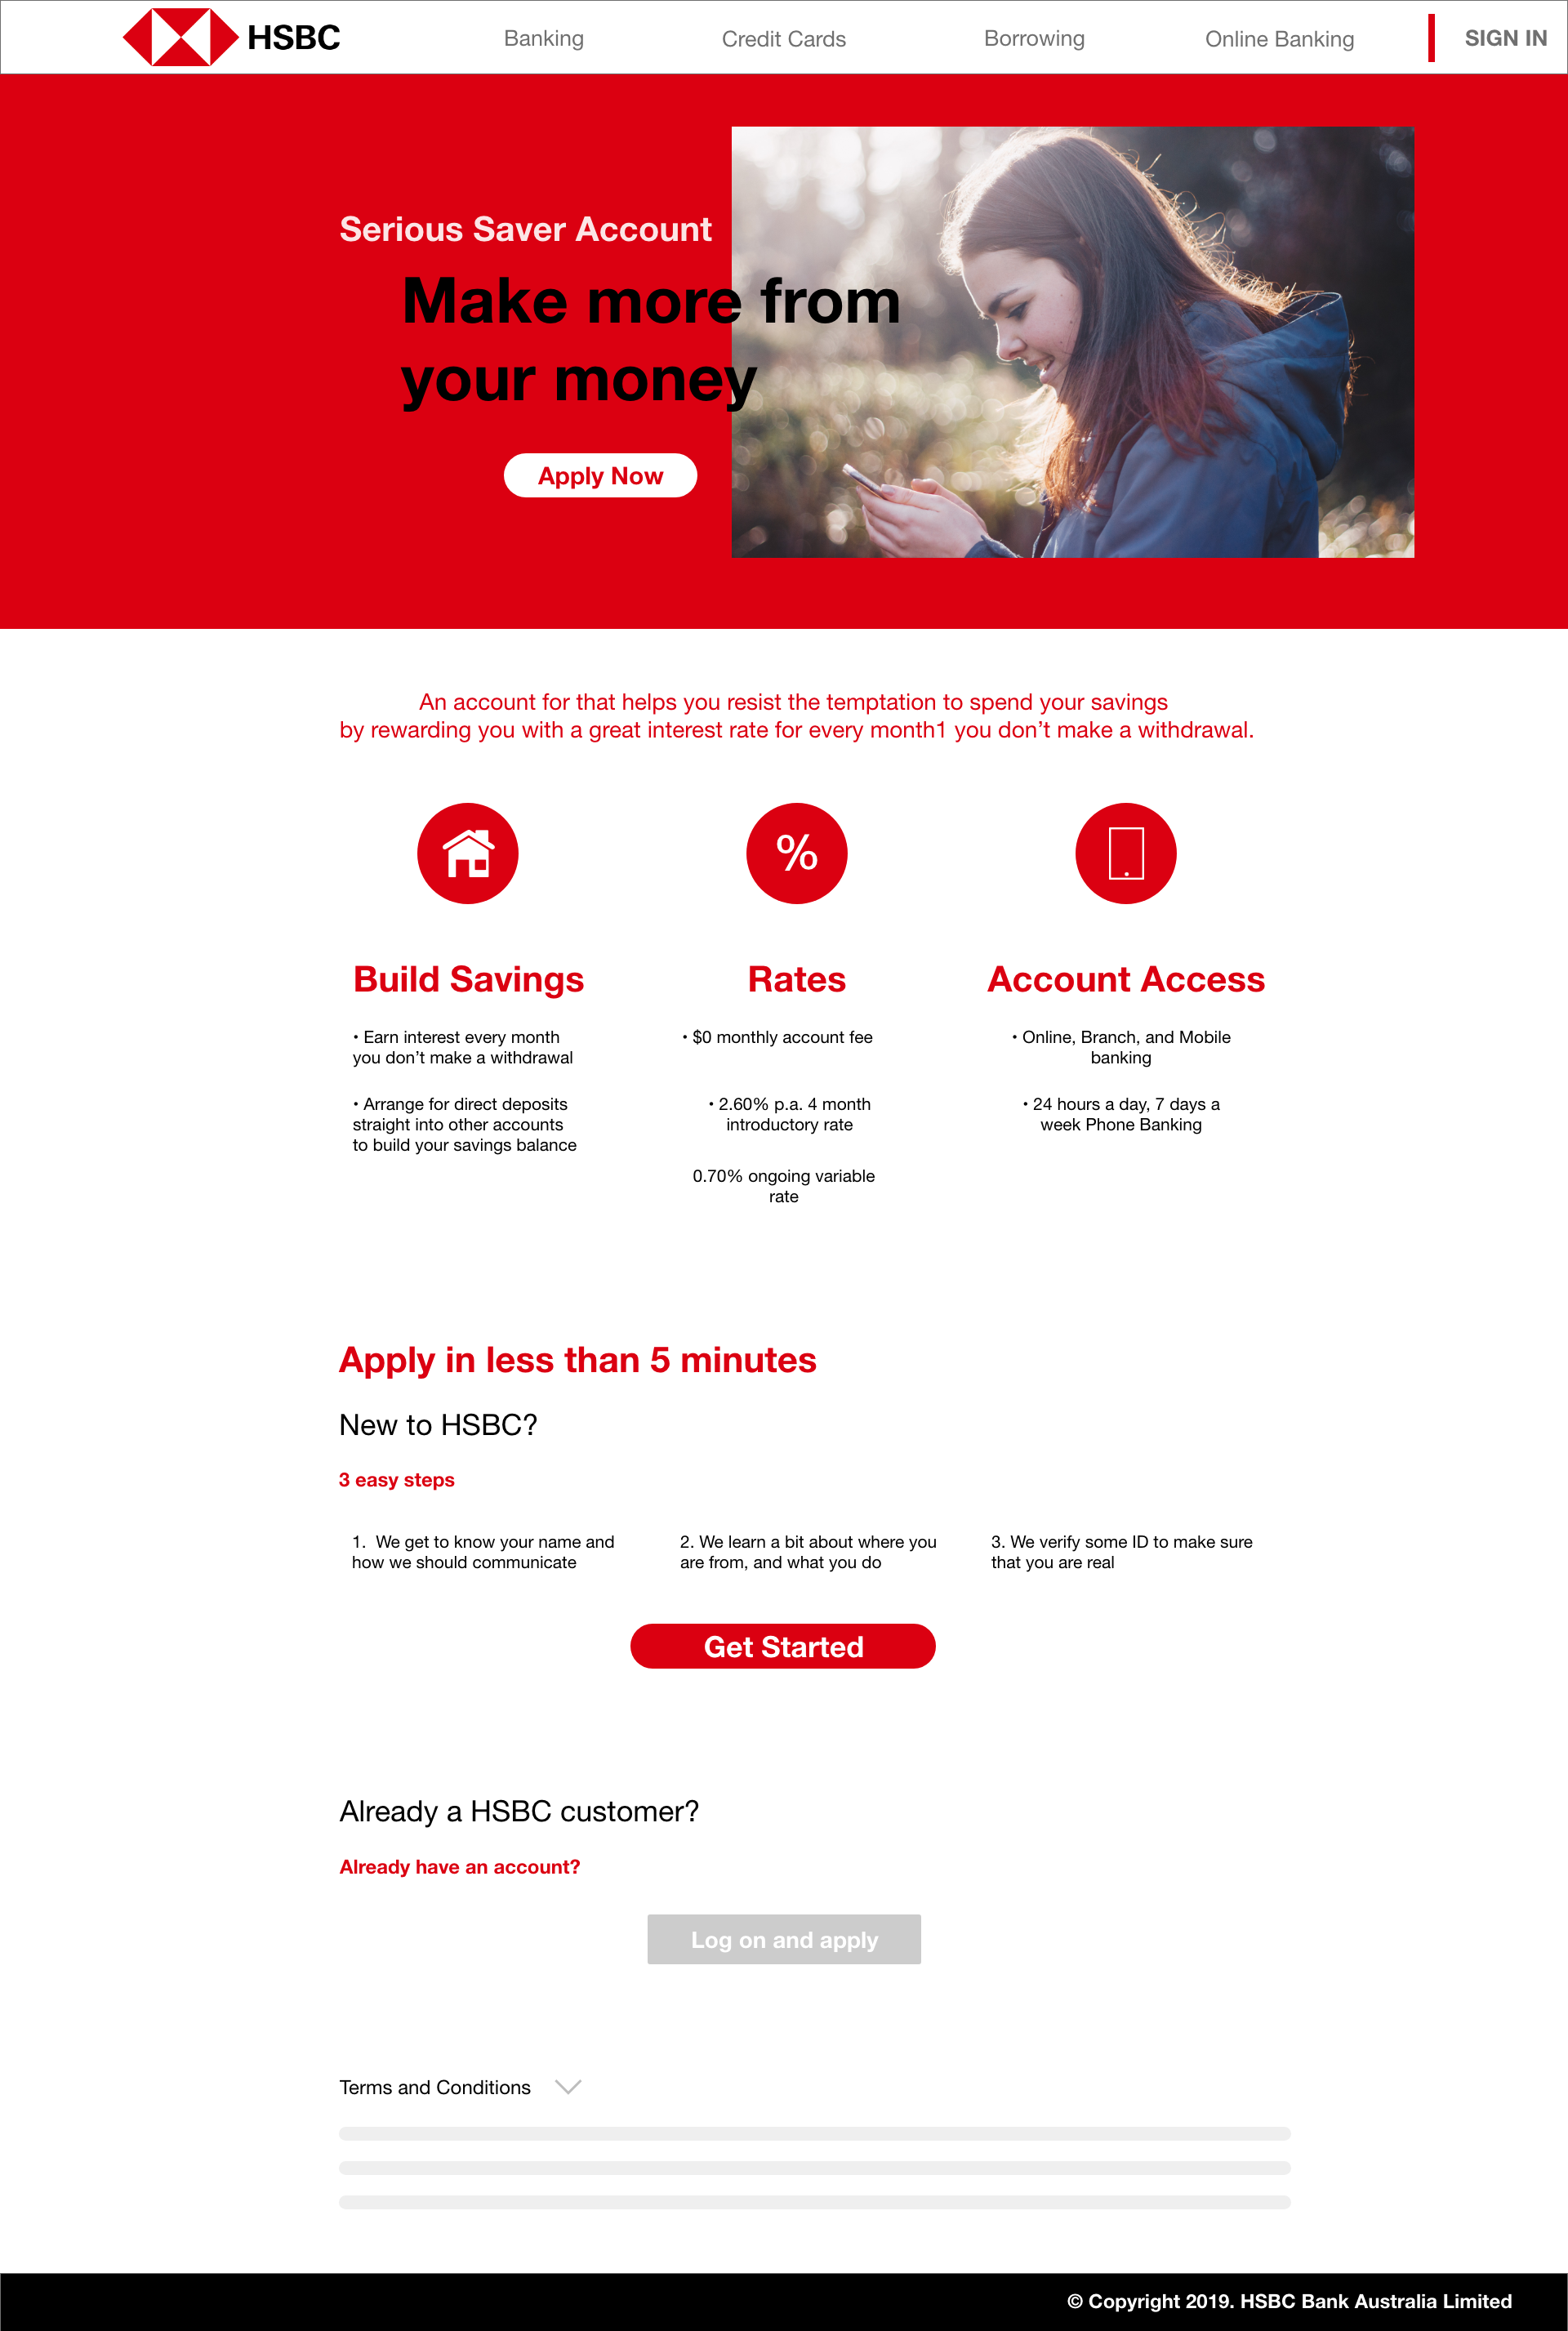 HSBC
Banking
Credit Cards
Borrowing
Online Banking
SIGN IN
Serious Saver Account
Make more from
your money
Apply Now
An account for that helps you resist the temptation to spend your savings
by rewarding you with a great interest rate for every month1 you don’t make a withdrawal.
%
Build Savings
• Earn interest every month
you don’t make a withdrawal
• Arrange for direct deposits
straight into other accounts
to build your savings balance
Rates
• $0 monthly account fee
• 2.60% p.a. 4 month
introductory rate
0.70% ongoing variable
rate
Account Access
• Online, Branch, and Mobile
banking
• 24 hours a day, 7 days a
week Phone Banking
Apply in less than 5 minutes
New to HSBC?
3 easy steps
1.  We get to know your name and
how we should communicate
2. We learn a bit about where you
are from, and what you do
3. We verify some ID to make sure
that you are real
Get Started
Already a HSBC customer?
Already have an account?
Log on and apply
Terms and Conditions
© Copyright 2019. HSBC Bank Australia Limited